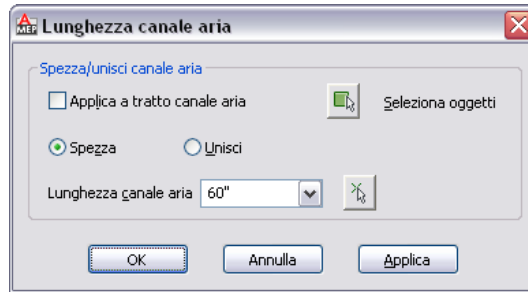 MEP Lunghezza canale aria
Spezza/unisci canale aria
Applica a tratto canale aria
Seleziona oggetti
Spezza Unisci
Lunghezza canale aria 60"
OK Annulla Applica